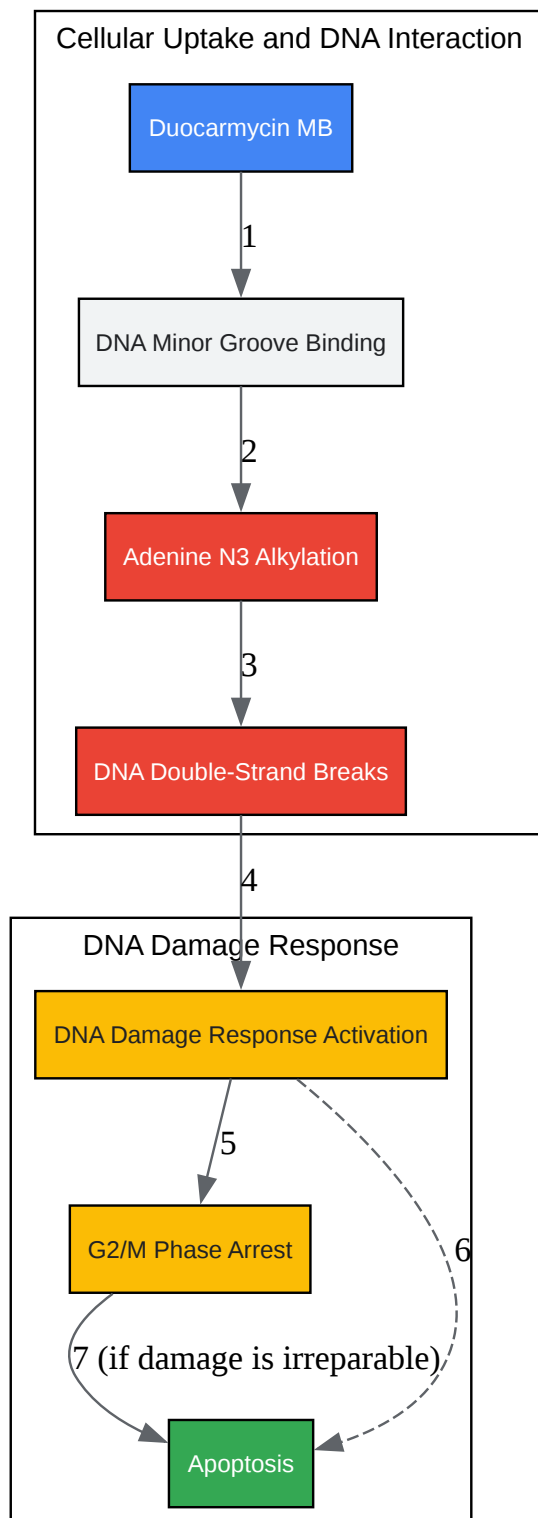 Cellular Uptake and DNA Interaction
Duocarmycin MB
1
DNA Minor Groove Binding
2
Adenine N3 Alkylation
3
DNA Double-Strand Breaks
4
DNA Damage Response
DNA Damage Response Activation
5
G2/M Phase Arrest
6
7 (if damage is irreparable)
Apoptosis